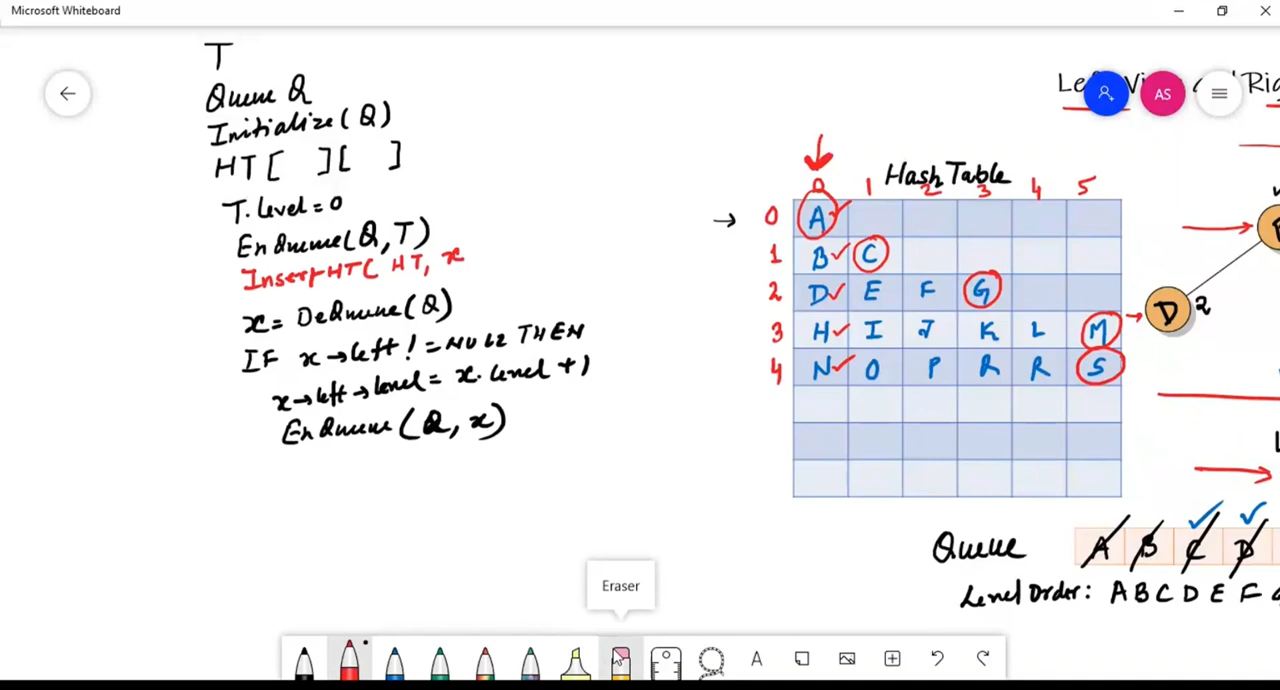 Microsoft Whiteboard
T
Queue Q
Initialize(Q)
HT[ ][ ]
T.level=0
EnQueue(Q,T)
InsertHT( HT, x
x= DeQueue(Q)
IF x→left!=NULL THEN
x→left→level = x.level +1
EnQueue(Q, x)
AS
Hash Table
0 1 2 3 4 5
0 A
1 B C
2 D E F G
3 H I J K L M
4 N O P R R S
D 2
Queue A B C D
Level Order: A B C D E F
Eraser
A